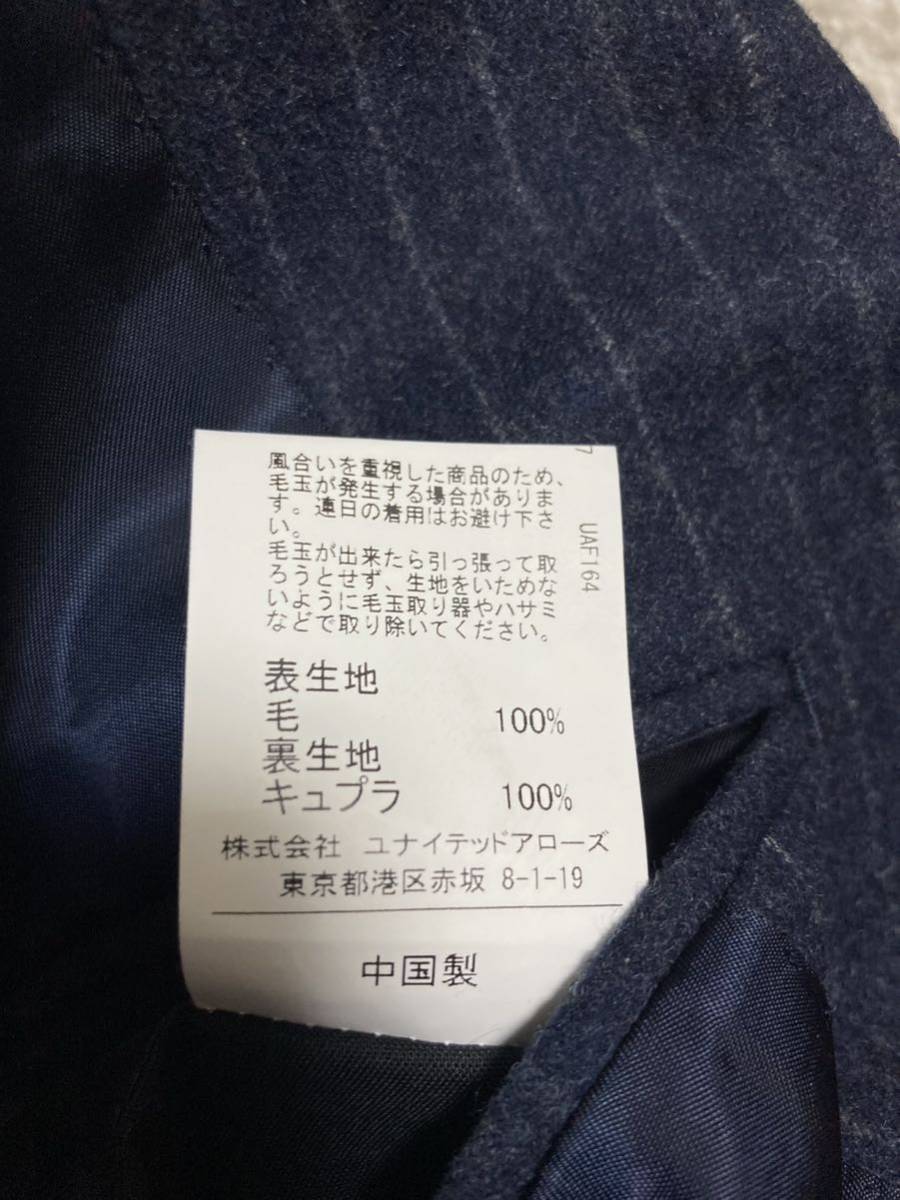 風合いを重視した商品のため、
毛玉が発生する場合がありま
す。連日の着用はお避け下さ
い。
毛玉が出来たら引っ張って取
ろうとせず、生地をいためな
いように毛玉取り器やハサミ
などで取り除いてください。
表生地
毛 100%
裏生地
キュプラ 100%
株式会社 ユナイテッドアローズ
東京都港区赤坂 8-1-19
中国製
7 UAF164